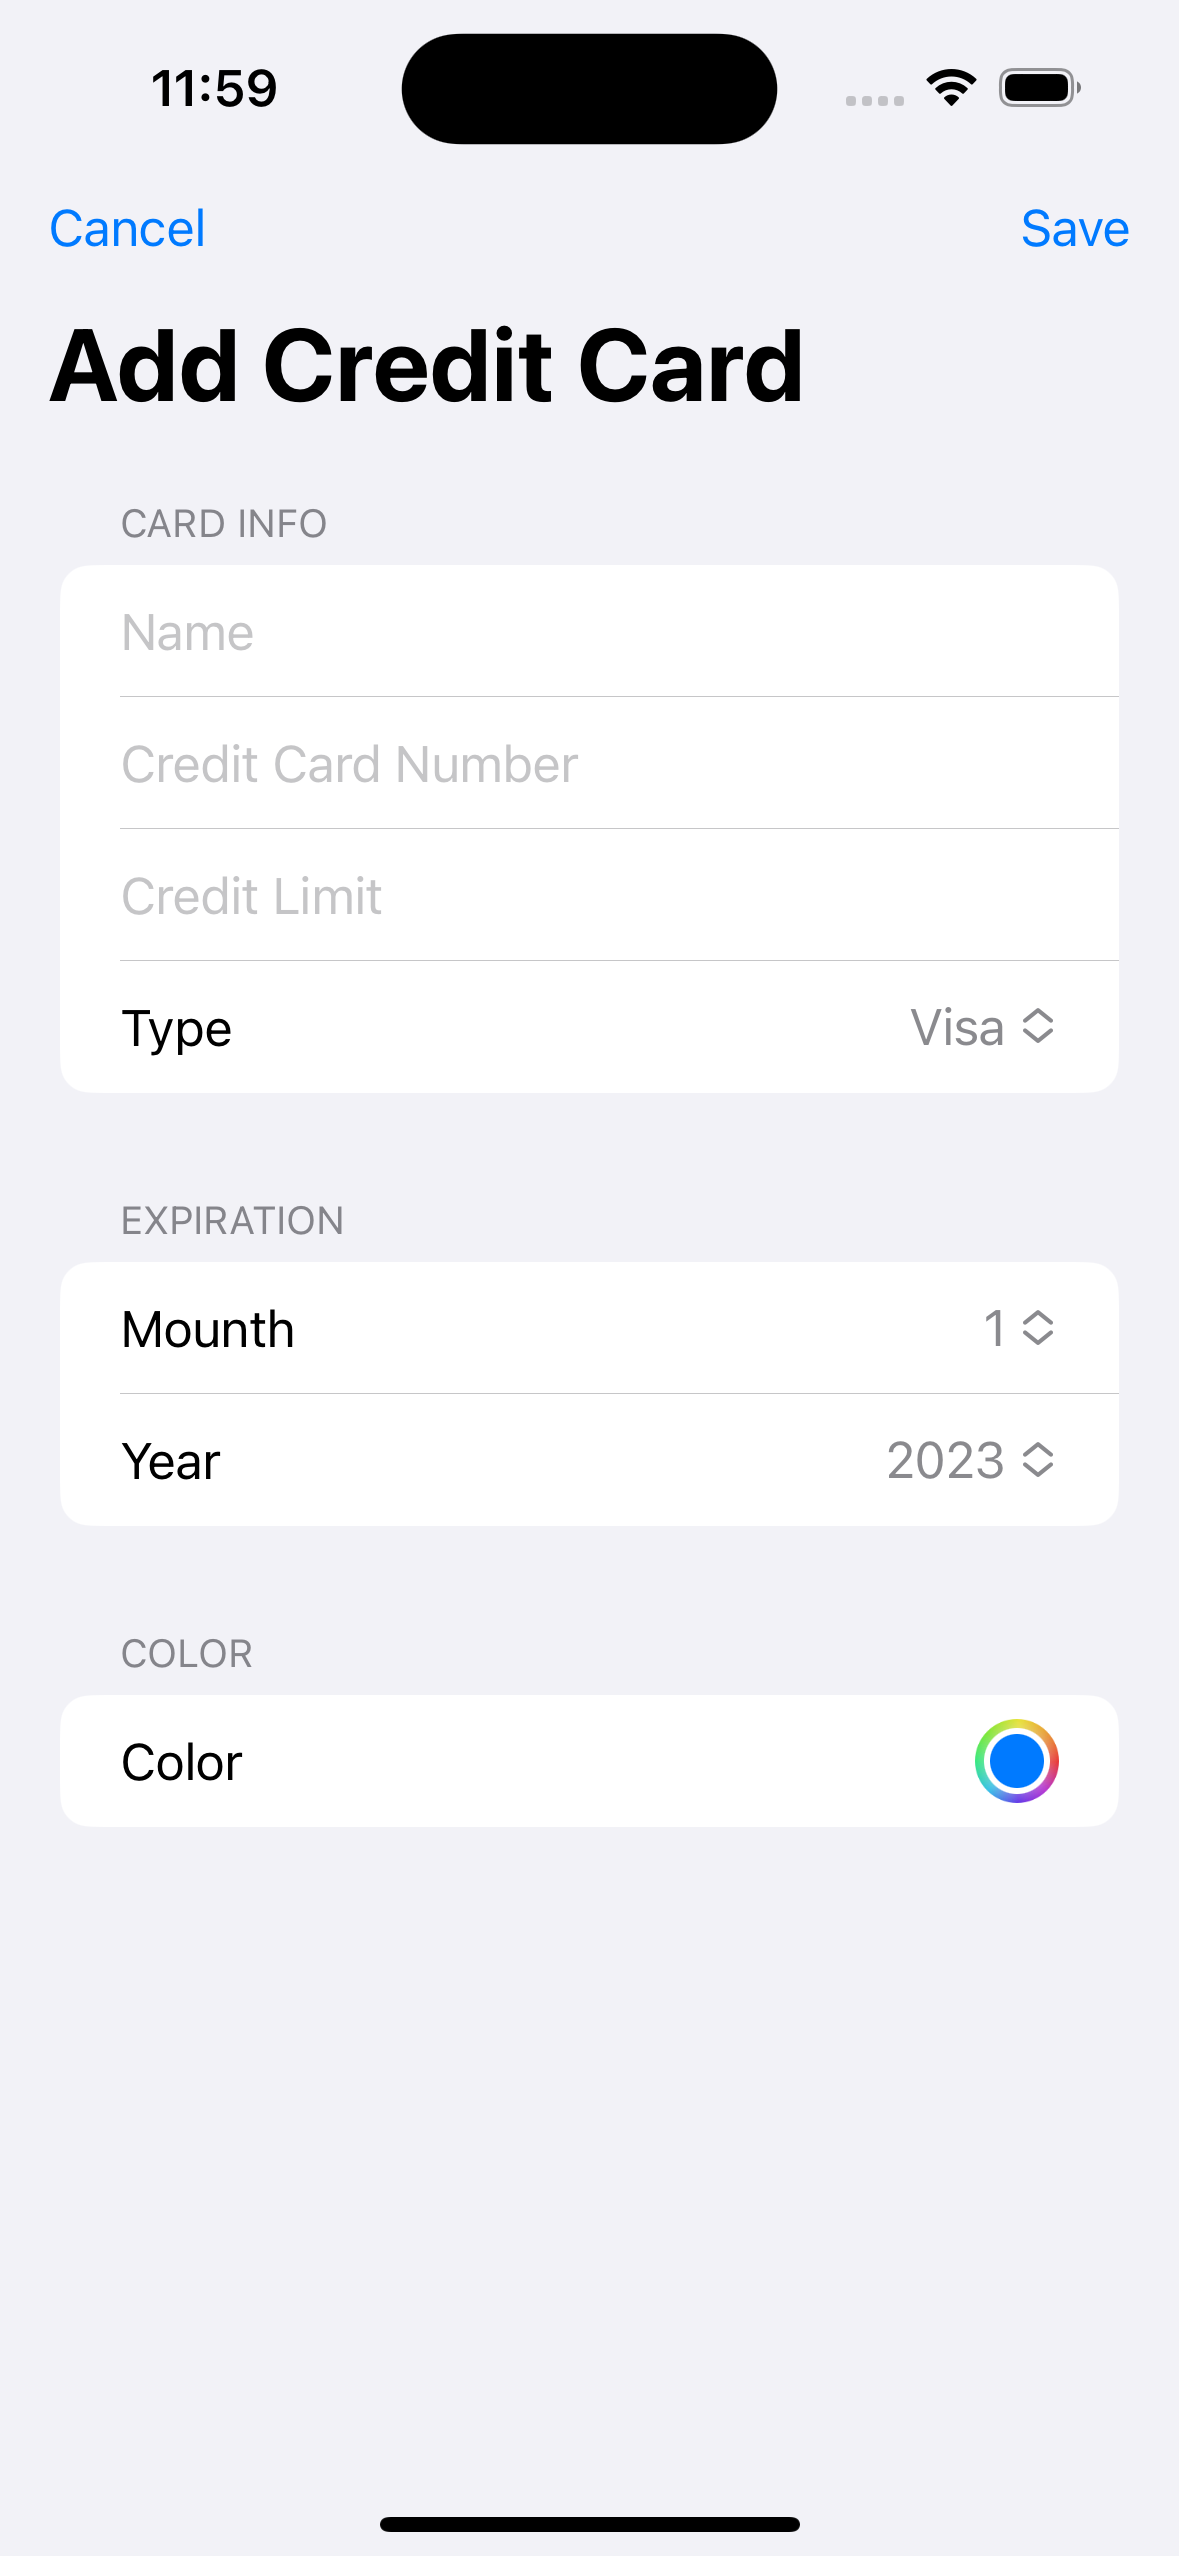 11:59
Cancel Save
Add Credit Card
CARD INFO
Name
Credit Card Number
Credit Limit
Type Visa
EXPIRATION
Mounth 1
Year 2023
COLOR
Color